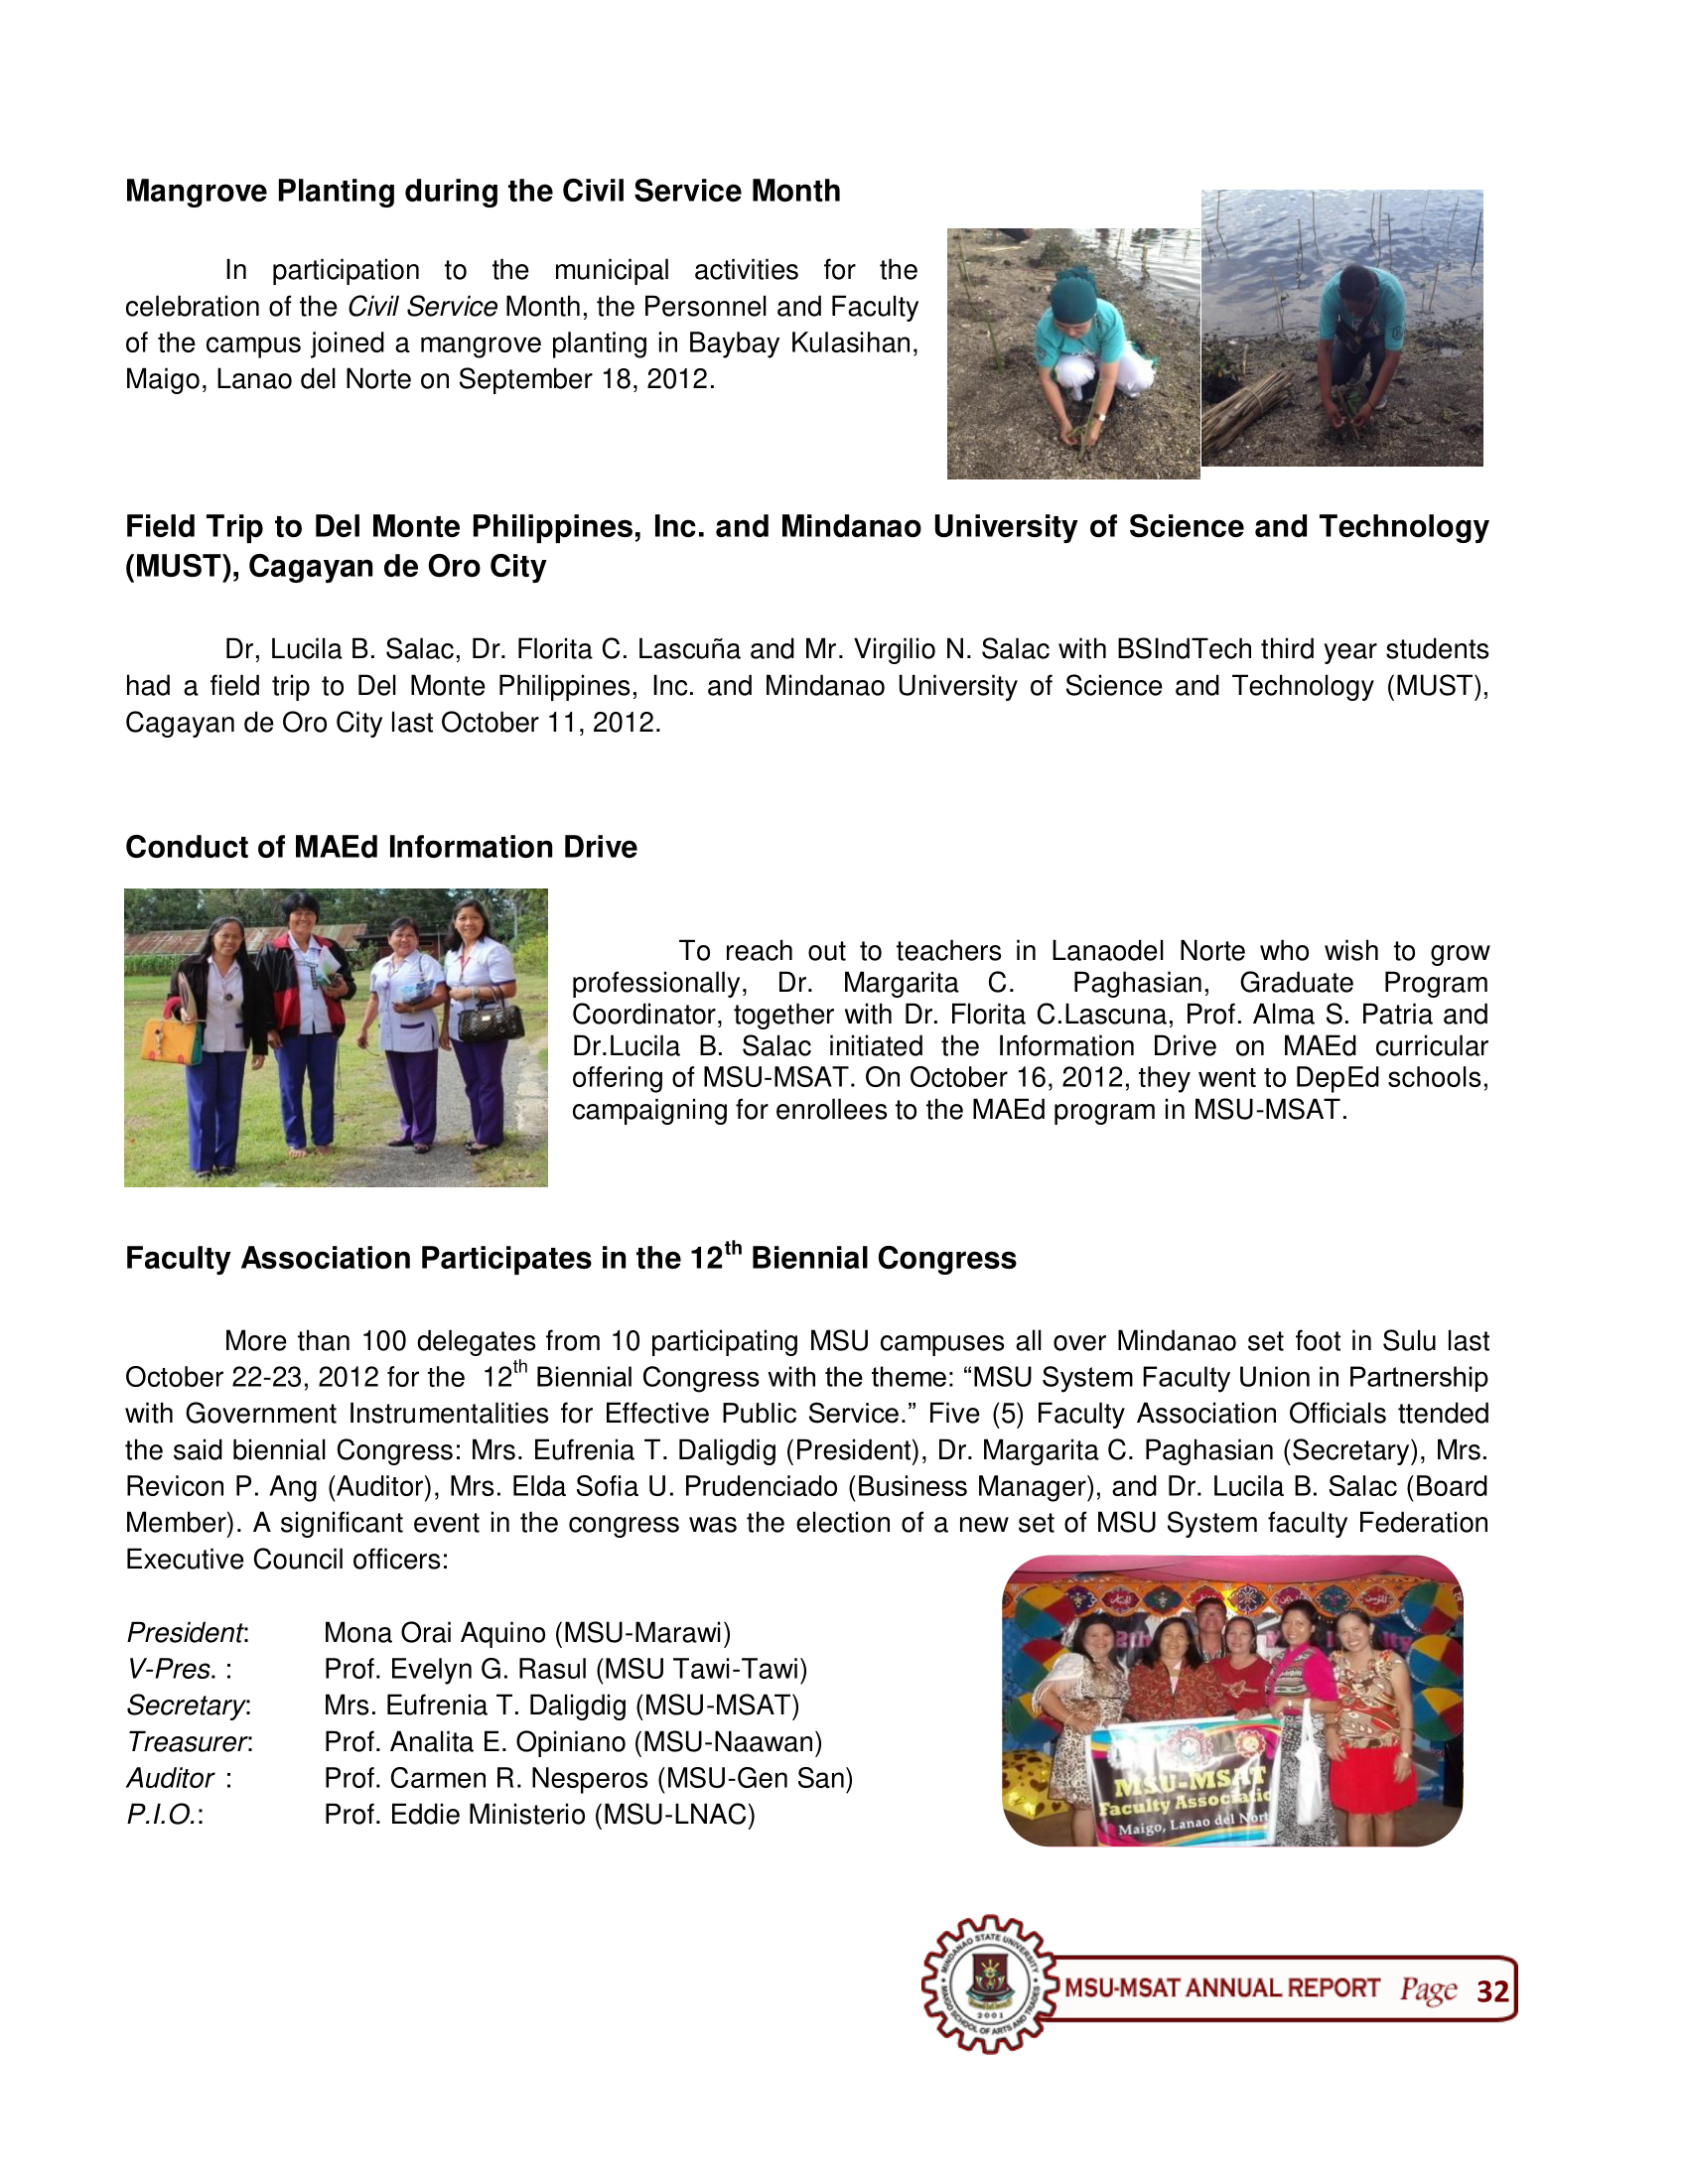 Mangrove Planting during the Civil Service Month
In participation to the municipal activities for the
celebration of the Civil Service Month, the Personnel and Faculty
of the campus joined a mangrove planting in Baybay Kulasihan,
Maigo, Lanao del Norte on September 18, 2012.
Field Trip to Del Monte Philippines, Inc. and Mindanao University of Science and Technology
(MUST), Cagayan de Oro City
Dr, Lucila B. Salac, Dr. Florita C. Lascuña and Mr. Virgilio N. Salac with BSIndTech third year students
had a field trip to Del Monte Philippines, Inc. and Mindanao University of Science and Technology (MUST),
Cagayan de Oro City last October 11, 2012.
Conduct of MAEd Information Drive
To reach out to teachers in Lanaodel Norte who wish to grow
professionally, Dr. Margarita C. Paghasian, Graduate Program
Coordinator, together with Dr. Florita C.Lascuna, Prof. Alma S. Patria and
Dr.Lucila B. Salac initiated the Information Drive on MAEd curricular
offering of MSU-MSAT. On October 16, 2012, they went to DepEd schools,
campaigning for enrollees to the MAEd program in MSU-MSAT.
Faculty Association Participates in the 12th Biennial Congress
More than 100 delegates from 10 participating MSU campuses all over Mindanao set foot in Sulu last
October 22-23, 2012 for the 12th Biennial Congress with the theme: “MSU System Faculty Union in Partnership
with Government Instrumentalities for Effective Public Service.” Five (5) Faculty Association Officials ttended
the said biennial Congress: Mrs. Eufrenia T. Daligdig (President), Dr. Margarita C. Paghasian (Secretary), Mrs.
Revicon P. Ang (Auditor), Mrs. Elda Sofia U. Prudenciado (Business Manager), and Dr. Lucila B. Salac (Board
Member). A significant event in the congress was the election of a new set of MSU System faculty Federation
Executive Council officers:
President: Mona Orai Aquino (MSU-Marawi)
V-Pres. : Prof. Evelyn G. Rasul (MSU Tawi-Tawi)
Secretary: Mrs. Eufrenia T. Daligdig (MSU-MSAT)
Treasurer: Prof. Analita E. Opiniano (MSU-Naawan)
Auditor : Prof. Carmen R. Nesperos (MSU-Gen San)
P.I.O.: Prof. Eddie Ministerio (MSU-LNAC)
MSU-MSAT
Faculty Associatio
Maigo, Lanao del Nort
MINDANAO STATE UNIVERSITY
MAIGO SCHOOL OF ARTS AND TRADES
2001
MSU-MSAT ANNUAL REPORT Page 32